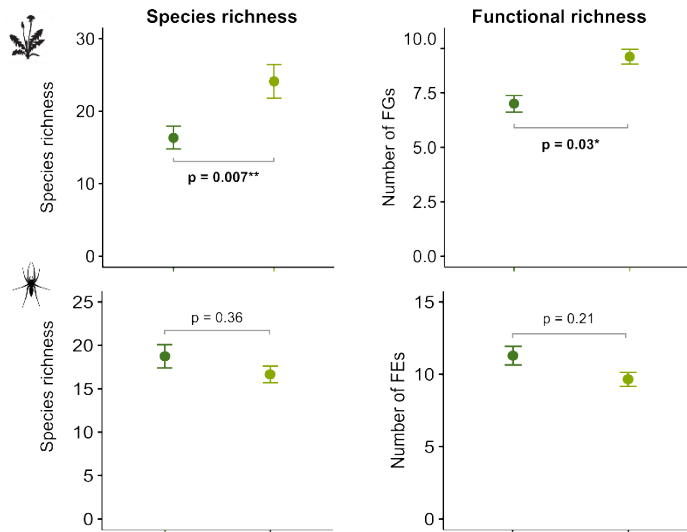 Species richness
Functional richness
Species richness
30
20
10
0
p = 0.007**
Number of FGs
10.0
7.5
5.0
2.5
0.0
p = 0.03*
Species richness
25
20
15
10
5
0
p = 0.36
Number of FEs
15
10
5
0
p = 0.21